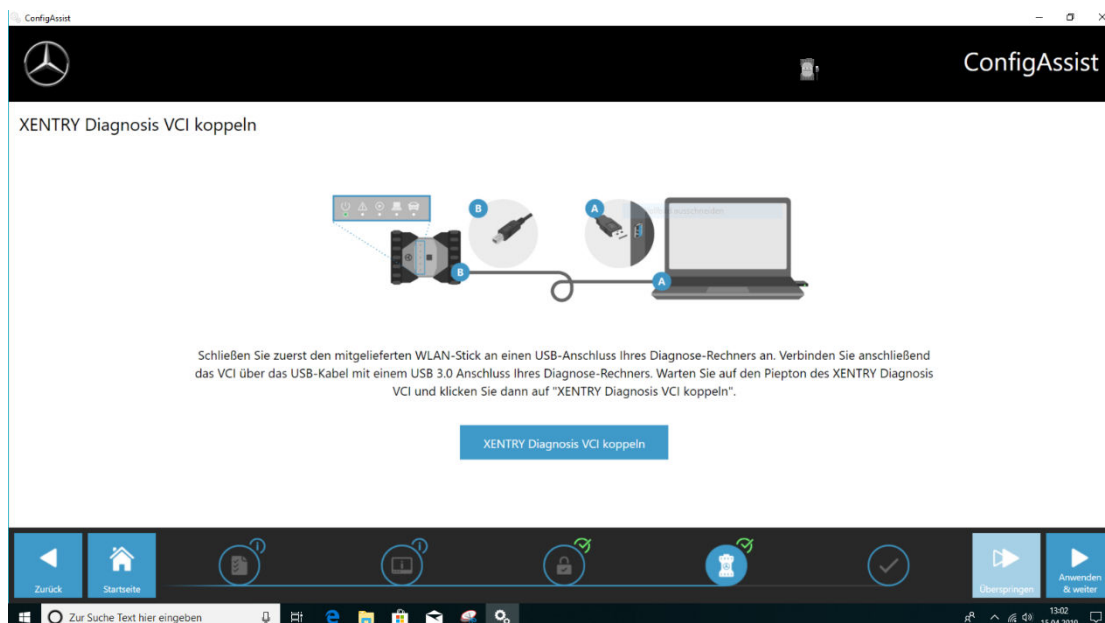 ConfigAssist
ConfigAssist
XENTRY Diagnosis VCI koppeln
B
A
B
A
Schließen Sie zuerst den mitgelieferten WLAN-Stick an einen USB-Anschluss Ihres Diagnose-Rechners an. Verbinden Sie anschließend
das VCI über das USB-Kabel mit einem USB 3.0 Anschluss Ihres Diagnose-Rechners. Warten Sie auf den Piepton des XENTRY Diagnosis
VCI und klicken Sie dann auf "XENTRY Diagnosis VCI koppeln".
XENTRY Diagnosis VCI koppeln
Zurück
Startseite
Überspringen
Anwenden
& weiter
Zur Suche Text hier eingeben
13:02
15.04.2019